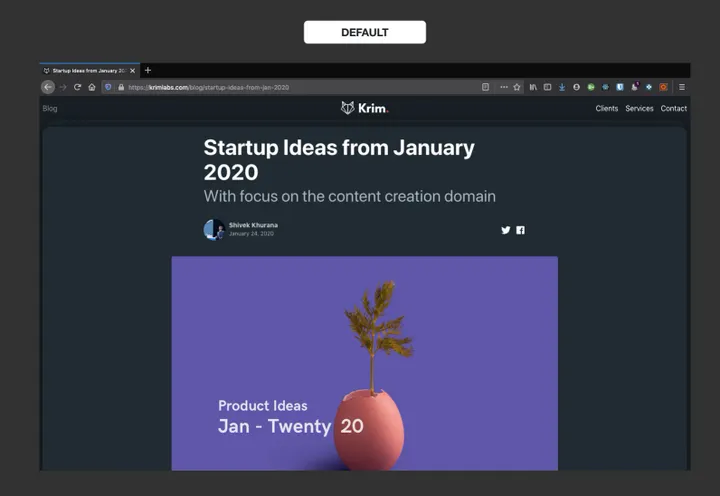 DEFAULT
Startup Ideas from January 202
https://krimlabs.com/blog/startup-ideas-from-jan-2020
Blog
Krim.
Clients Services Contact
Startup Ideas from January
2020
With focus on the content creation domain
Shivek Khurana
January 24, 2020
Product Ideas
Jan - Twenty 20